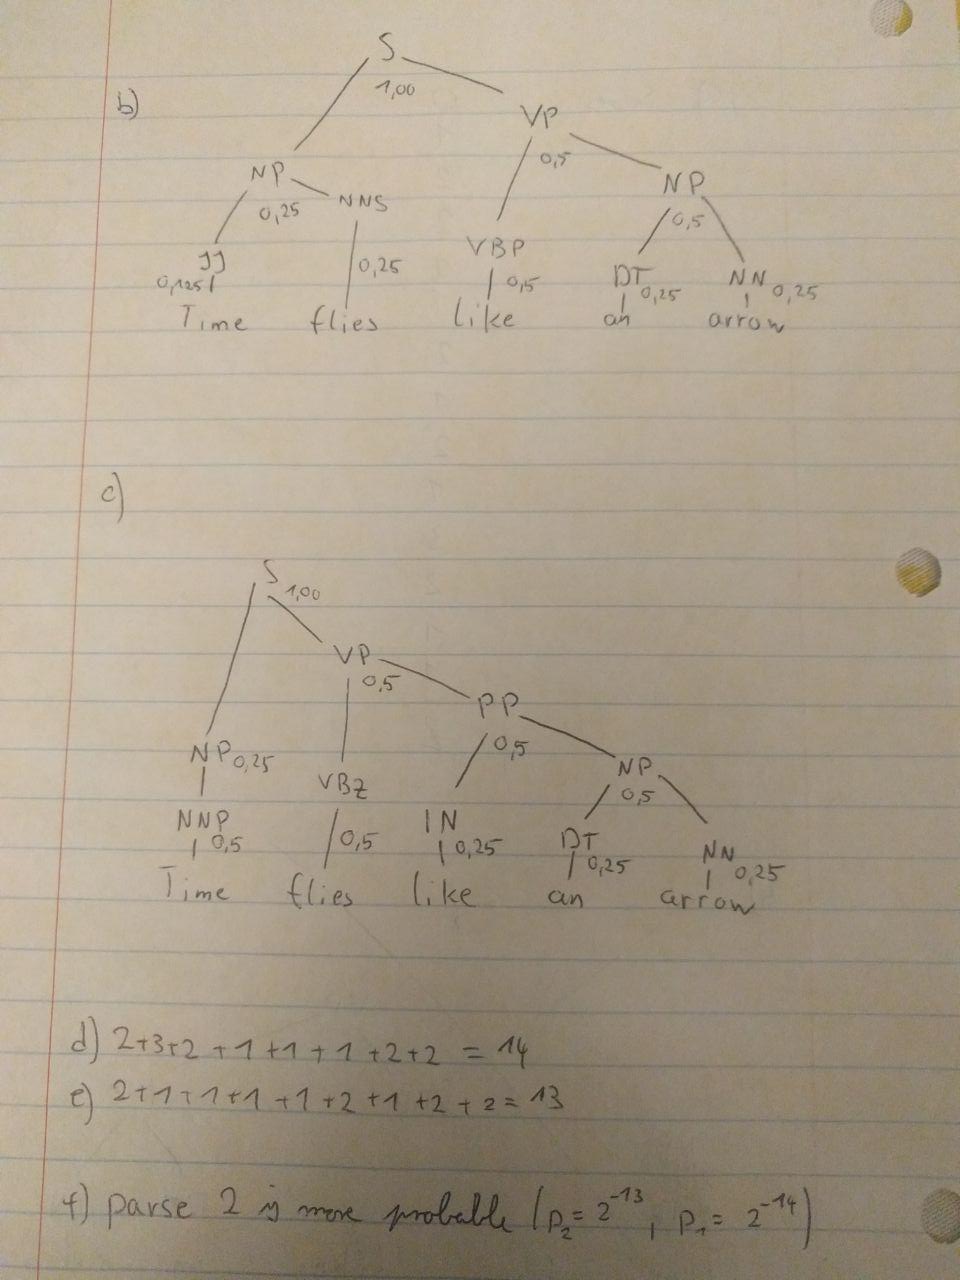 S
1,00
b)
VP
0,5
NP
0,25
NNS
NP
0,5
JJ
0,125
0,25
VBP
0,5
DT
0,25
NN
0,25
Time flies like an arrow
c)
S
1,00
VP
0,5
PP
0,5
NP 0,25
VBZ
NP
0,5
NNP
0,5
0,5
IN
0,25
DT
0,25
NN
0,25
Time flies like an arrow
d) 2+3+2+1+1+1+2+2 = 14
e) 2+1+1+1+1+2+1+2+2 = 13
f) parse 2 is more probable (p₂= 2⁻¹³, p₁= 2⁻¹⁴)